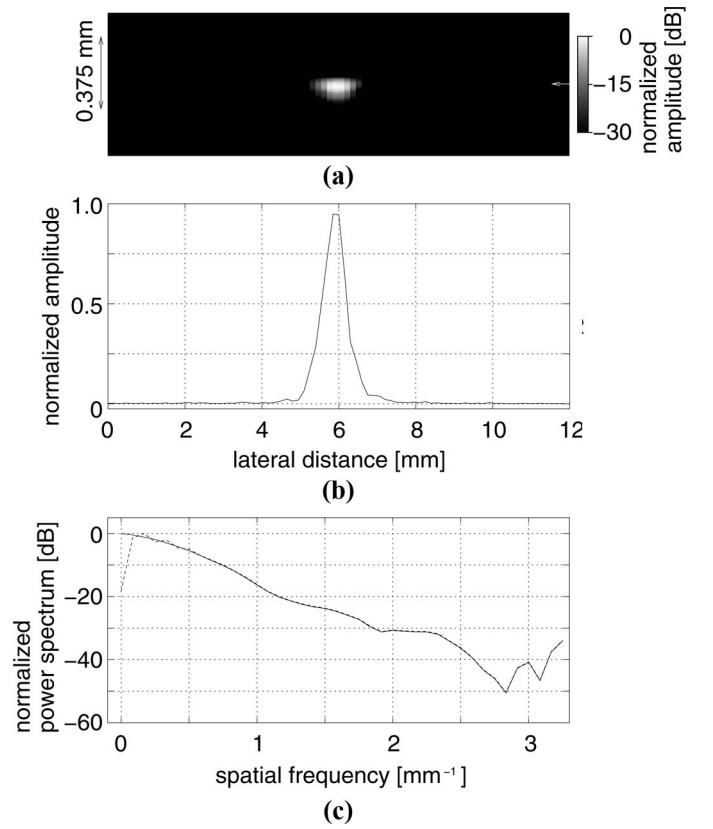 0.375 mm
0
−15
−30
normalized
amplitude [dB]
(a)
normalized amplitude
1.0
0.5
0
0 2 4 6 8 10 12
lateral distance [mm]
(b)
normalized
power spectrum [dB]
0
−20
−40
−60
0 1 2 3
spatial frequency [mm⁻¹]
(c)